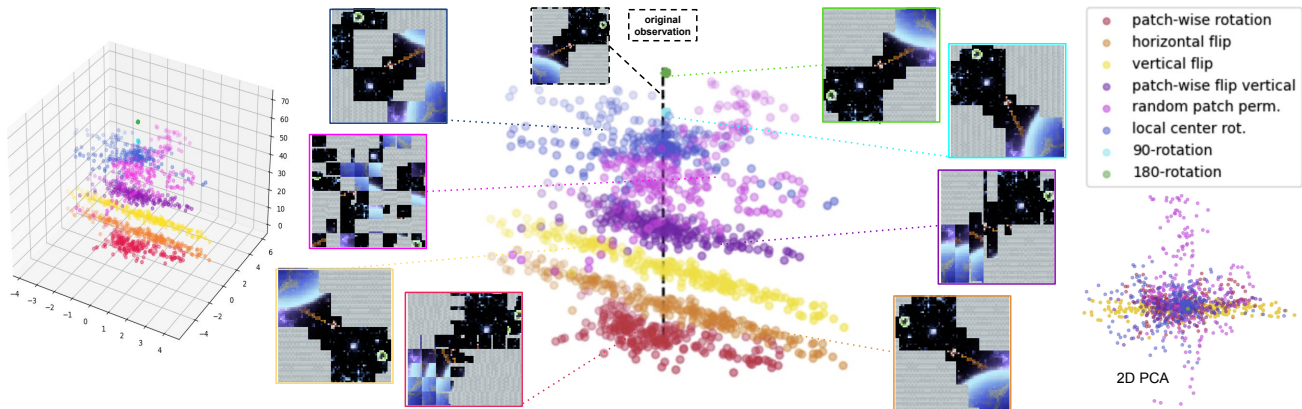 original
observation
patch-wise rotation
horizontal flip
vertical flip
patch-wise flip vertical
random patch perm.
local center rot.
90-rotation
180-rotation
70
60
50
40
30
20
10
0
6
4
2
0
−2
−4
−4
−3
−2
−1
0
1
2
3
4
2D PCA